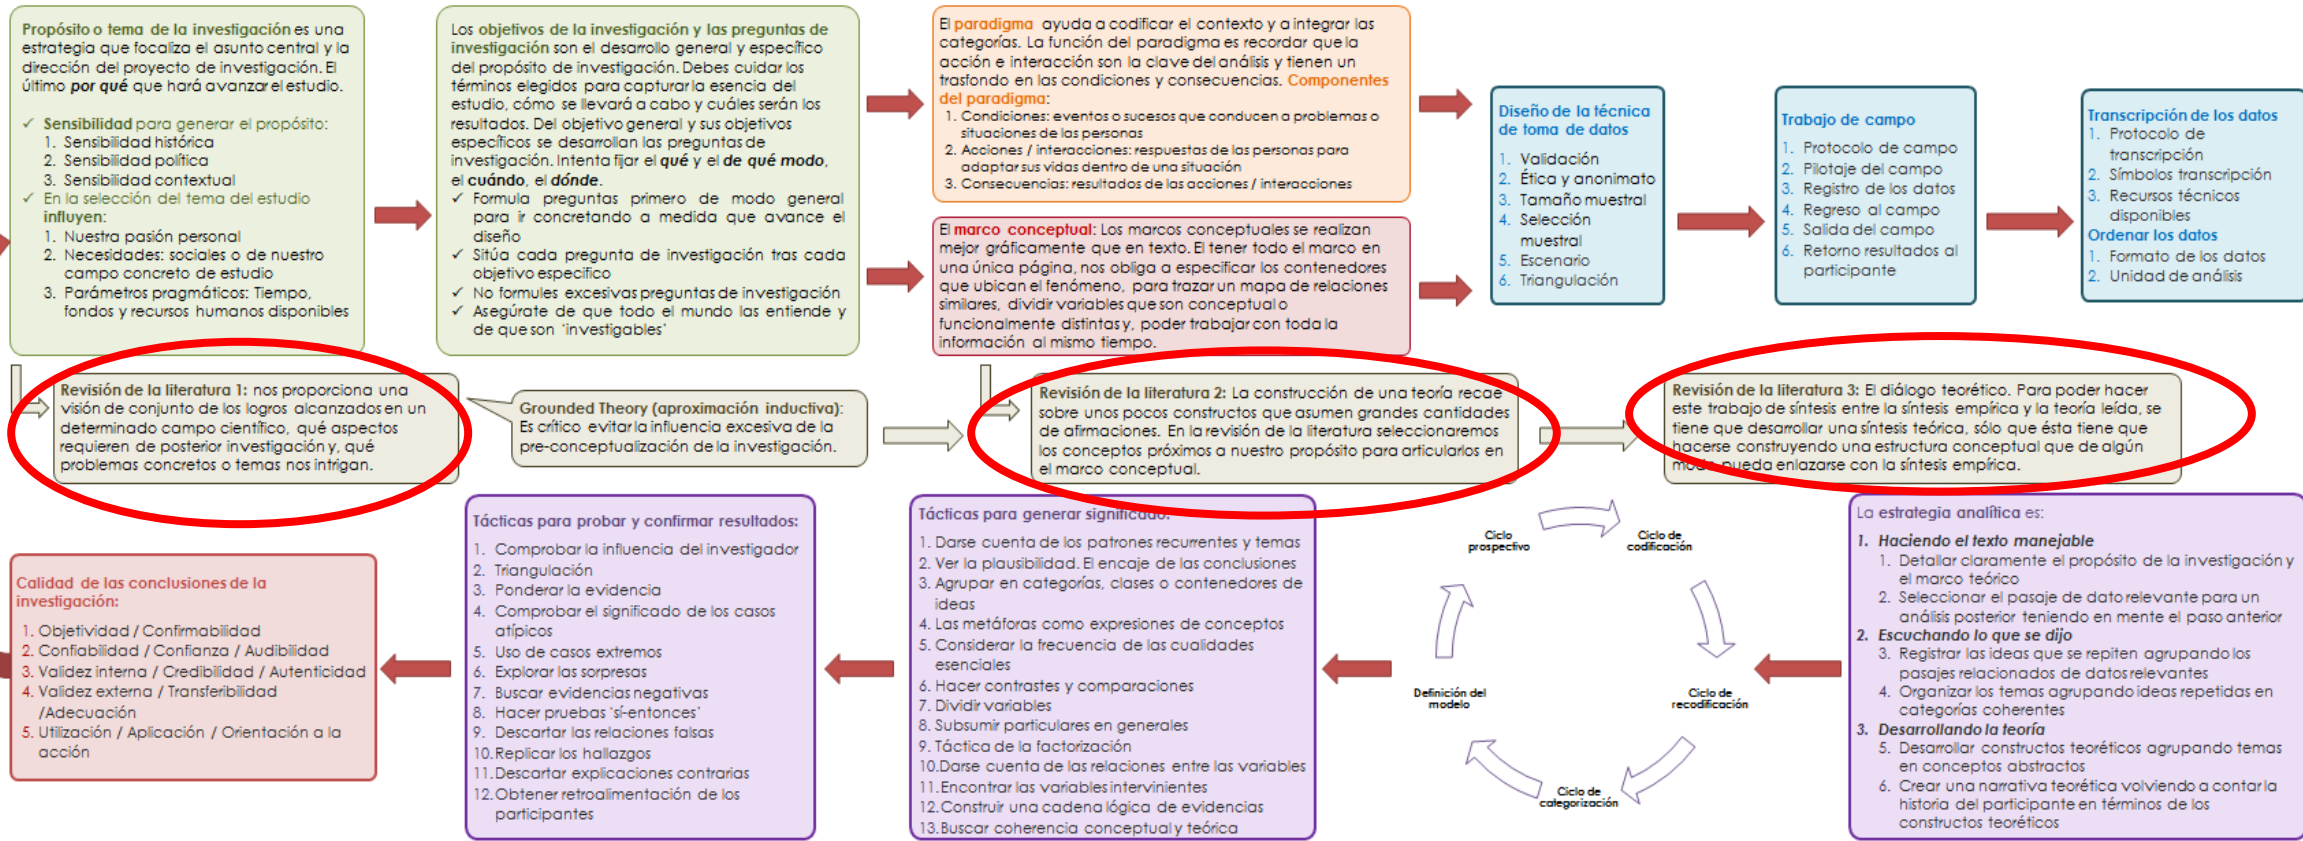 Propósito o tema de la investigación es una
estrategia que focaliza el asunto central y la
dirección del proyecto de investigación. El
último por qué que hará avanzar el estudio.
✓ Sensibilidad para generar el propósito:
1. Sensibilidad histórica
2. Sensibilidad política
3. Sensibilidad contextual
✓ En la selección del tema del estudio
influyen:
1. Nuestra pasión personal
2. Necesidades: sociales o de nuestro
campo concreto de estudio
3. Parámetros pragmáticos: Tiempo,
fondos y recursos humanos disponibles
Los objetivos de la investigación y las preguntas de
investigación son el desarrollo general y específico
del propósito de investigación. Debes cuidar los
términos elegidos para capturar la esencia del
estudio, cómo se llevará a cabo y cuáles serán los
resultados. Del objetivo general y sus objetivos
específicos se desarrollan las preguntas de
investigación. Intenta fijar el qué y el de qué modo,
el cuándo, el dónde.
✓ Formula preguntas primero de modo general
para ir concretando a medida que avance el
diseño
✓ Sitúa cada pregunta de investigación tras cada
objetivo especifico
✓ No formules excesivas preguntas de investigación
✓ Asegúrate de que todo el mundo las entiende y
de que son ‘investigables’
El paradigma ayuda a codificar el contexto y a integrar las
categorías. La función del paradigma es recordar que la
acción e interacción son la clave del análisis y tienen un
trasfondo en las condiciones y consecuencias. Componentes
del paradigma:
1. Condiciones: eventos o sucesos que conducen a problemas o
situaciones de las personas
2. Acciones / interacciones: respuestas de las personas para
adaptar sus vidas dentro de una situación
3. Consecuencias: resultados de las acciones / interacciones
El marco conceptual: Los marcos conceptuales se realizan
mejor gráficamente que en texto. El tener todo el marco en
una única página, nos obliga a especificar los contenedores
que ubican el fenómeno, para trazar un mapa de relaciones
similares, dividir variables que son conceptual o
funcionalmente distintas y, poder trabajar con toda la
información al mismo tiempo.
Diseño de la técnica
de toma de datos
1. Validación
2. Ética y anonimato
3. Tamaño muestral
4. Selección
muestral
5. Escenario
6. Triangulación
Trabajo de campo
1. Protocolo de campo
2. Pilotaje del campo
3. Registro de los datos
4. Regreso al campo
5. Salida del campo
6. Retorno resultados al
participante
Transcripción de los datos
1. Protocolo de
transcripción
2. Símbolos transcripción
3. Recursos técnicos
disponibles
Ordenar los datos
1. Formato de los datos
2. Unidad de análisis
Revisión de la literatura 1: nos proporciona una
visión de conjunto de los logros alcanzados en un
determinado campo científico, qué aspectos
requieren de posterior investigación y, qué
problemas concretos o temas nos intrigan.
Grounded Theory (aproximación inductiva):
Es crítico evitar la influencia excesiva de la
pre-conceptualización de la investigación.
Revisión de la literatura 2: La construcción de una teoría recae
sobre unos pocos constructos que asumen grandes cantidades
de afirmaciones. En la revisión de la literatura seleccionaremos
los conceptos próximos a nuestro propósito para articularlos en
el marco conceptual.
Revisión de la literatura 3: El diálogo teorético. Para poder hacer
este trabajo de síntesis entre la síntesis empírica y la teoría leída, se
tiene que desarrollar una síntesis teórica, sólo que ésta tiene que
hacerse construyendo una estructura conceptual que de algún
modo pueda enlazarse con la síntesis empírica.
Calidad de las conclusiones de la
investigación:
1. Objetividad / Confirmabilidad
2. Confiabilidad / Confianza / Audibilidad
3. Validez interna / Credibilidad / Autenticidad
4. Validez externa / Transferibilidad
/Adecuación
5. Utilización / Aplicación / Orientación a la
acción
Tácticas para probar y confirmar resultados:
1. Comprobar la influencia del investigador
2. Triangulación
3. Ponderar la evidencia
4. Comprobar el significado de los casos
atípicos
5. Uso de casos extremos
6. Explorar las sorpresas
7. Buscar evidencias negativas
8. Hacer pruebas ‘sí-entonces’
9. Descartar las relaciones falsas
10. Replicar los hallazgos
11. Descartar explicaciones contrarias
12. Obtener retroalimentación de los
participantes
Tácticas para generar significado:
1. Darse cuenta de los patrones recurrentes y temas
2. Ver la plausibilidad. El encaje de las conclusiones
3. Agrupar en categorías, clases o contenedores de
ideas
4. Las metáforas como expresiones de conceptos
5. Considerar la frecuencia de las cualidades
esenciales
6. Hacer contrastes y comparaciones
7. Dividir variables
8. Subsumir particulares en generales
9. Táctica de la factorización
10. Darse cuenta de las relaciones entre las variables
11. Encontrar las variables intervinientes
12. Construir una cadena lógica de evidencias
13. Buscar coherencia conceptual y teórica
Ciclo
prospectivo
Ciclo de
codificación
Definición del
modelo
Ciclo de
recodificación
Ciclo de
categorización
La estrategia analítica es:
1. Haciendo el texto manejable
1. Detallar claramente el propósito de la investigación y
el marco teórico
2. Seleccionar el pasaje de dato relevante para un
análisis posterior teniendo en mente el paso anterior
2. Escuchando lo que se dijo
3. Registrar las ideas que se repiten agrupando los
pasajes relacionados de datos relevantes
4. Organizar los temas agrupando ideas repetidas en
categorías coherentes
3. Desarrollando la teoría
5. Desarrollar constructos teoréticos agrupando temas
en conceptos abstractos
6. Crear una narrativa teorética volviendo a contar la
historia del participante en términos de los
constructos teoréticos